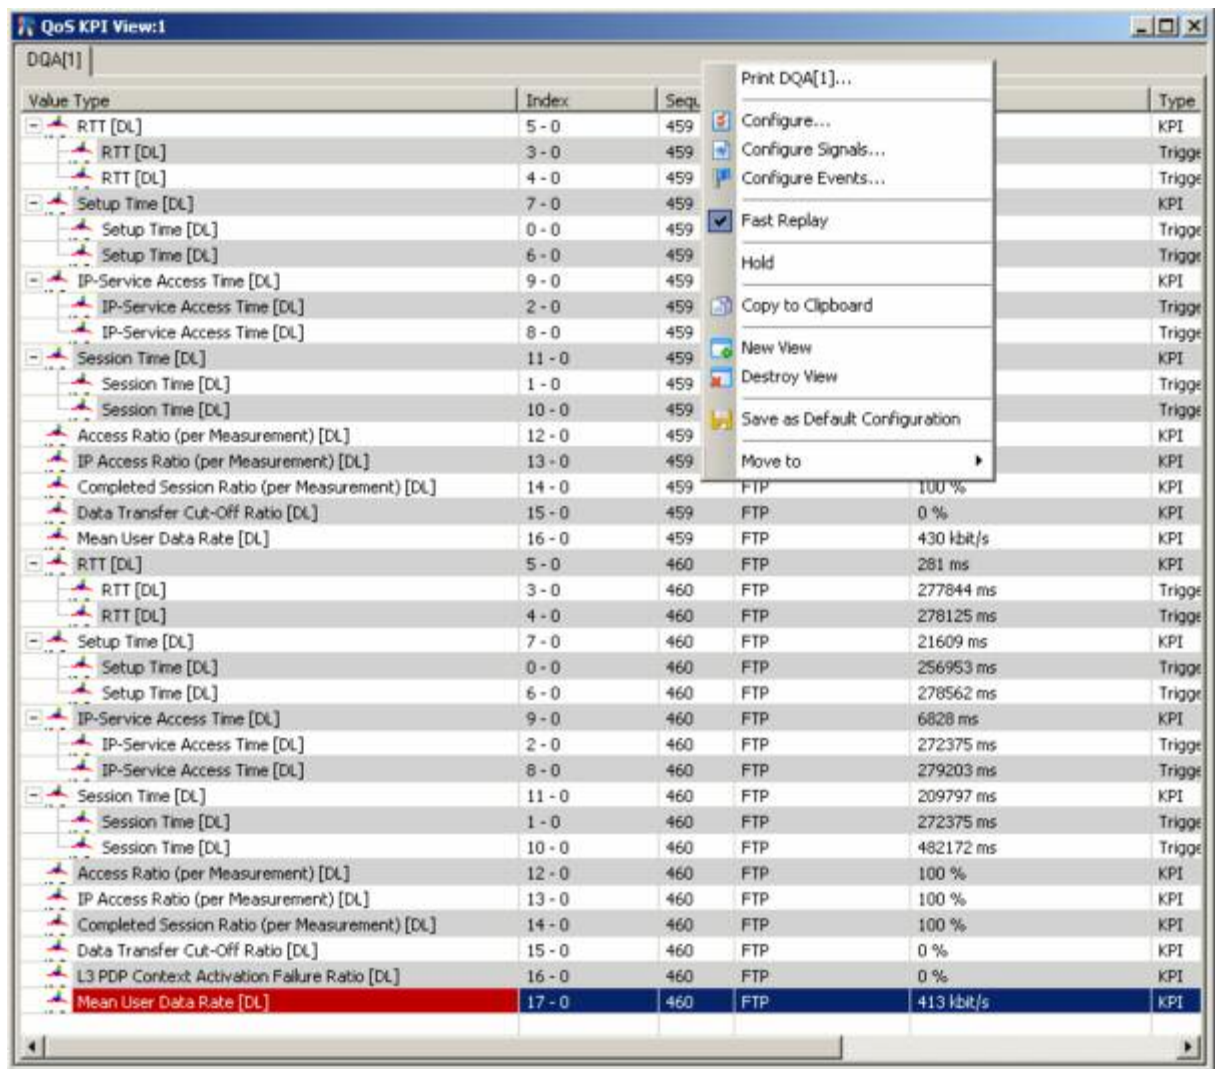 QoS KPI View:1
DQA[1]
Value Type Index Sequ Type
RTT [DL] 5 - 0 459 KPI
RTT [DL] 3 - 0 459 Trigge
RTT [DL] 4 - 0 459 Trigge
Setup Time [DL] 7 - 0 459 KPI
Setup Time [DL] 0 - 0 459 Trigge
Setup Time [DL] 6 - 0 459 Trigge
IP-Service Access Time [DL] 9 - 0 459 KPI
IP-Service Access Time [DL] 2 - 0 459 Trigge
IP-Service Access Time [DL] 8 - 0 459 Trigge
Session Time [DL] 11 - 0 459 KPI
Session Time [DL] 1 - 0 459 Trigge
Session Time [DL] 10 - 0 459 Trigge
Access Ratio (per Measurement) [DL] 12 - 0 459 KPI
IP Access Ratio (per Measurement) [DL] 13 - 0 459 KPI
Completed Session Ratio (per Measurement) [DL] 14 - 0 459 FTP 100 % KPI
Data Transfer Cut-Off Ratio [DL] 15 - 0 459 FTP 0 % KPI
Mean User Data Rate [DL] 16 - 0 459 FTP 430 kbit/s KPI
RTT [DL] 5 - 0 460 FTP 281 ms KPI
RTT [DL] 3 - 0 460 FTP 277844 ms Trigge
RTT [DL] 4 - 0 460 FTP 278125 ms Trigge
Setup Time [DL] 7 - 0 460 FTP 21609 ms KPI
Setup Time [DL] 0 - 0 460 FTP 256953 ms Trigge
Setup Time [DL] 6 - 0 460 FTP 278562 ms Trigge
IP-Service Access Time [DL] 9 - 0 460 FTP 6828 ms KPI
IP-Service Access Time [DL] 2 - 0 460 FTP 272375 ms Trigge
IP-Service Access Time [DL] 8 - 0 460 FTP 279203 ms Trigge
Session Time [DL] 11 - 0 460 FTP 209797 ms KPI
Session Time [DL] 1 - 0 460 FTP 272375 ms Trigge
Session Time [DL] 10 - 0 460 FTP 482172 ms Trigge
Access Ratio (per Measurement) [DL] 12 - 0 460 FTP 100 % KPI
IP Access Ratio (per Measurement) [DL] 13 - 0 460 FTP 100 % KPI
Completed Session Ratio (per Measurement) [DL] 14 - 0 460 FTP 100 % KPI
Data Transfer Cut-Off Ratio [DL] 15 - 0 460 FTP 0 % KPI
L3 PDP Context Activation Failure Ratio [DL] 16 - 0 460 FTP 0 % KPI
Mean User Data Rate [DL] 17 - 0 460 FTP 413 kbit/s KPI
Print DQA[1]...
Configure...
Configure Signals...
Configure Events...
Fast Replay
Hold
Copy to Clipboard
New View
Destroy View
Save as Default Configuration
Move to